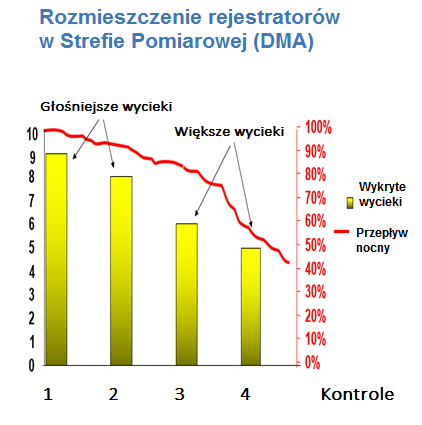 Rozmieszczenie rejestratorów
w Strefie Pomiarowej (DMA)
Głośniejsze wycieki
Większe wycieki
10
9
8
7
6
5
4
3
2
1
0
100%
90%
80%
70%
60%
50%
40%
30%
20%
10%
0%
Wykryte
wycieki
Przepływ
nocny
1 2 3 4 Kontrole